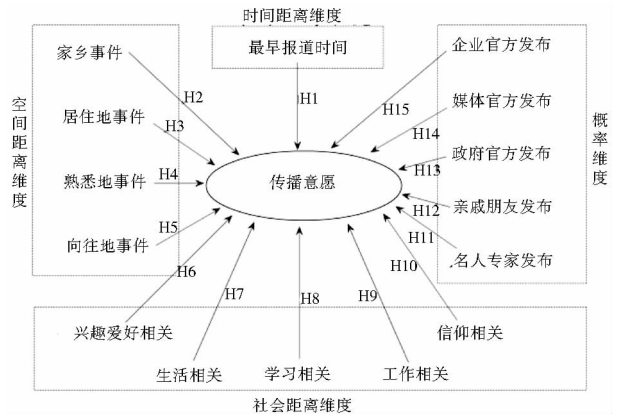 时间距离维度
最早报道时间
H1
空间距离维度
家乡事件
H2
居住地事件
H3
熟悉地事件
H4
向往地事件
H5
传播意愿
概率维度
企业官方发布
H15
媒体官方发布
H14
政府官方发布
H13
亲戚朋友发布
H12
名人专家发布
H11
兴趣爱好相关
H6
生活相关
H7
学习相关
H8
工作相关
H9
信仰相关
H10
社会距离维度